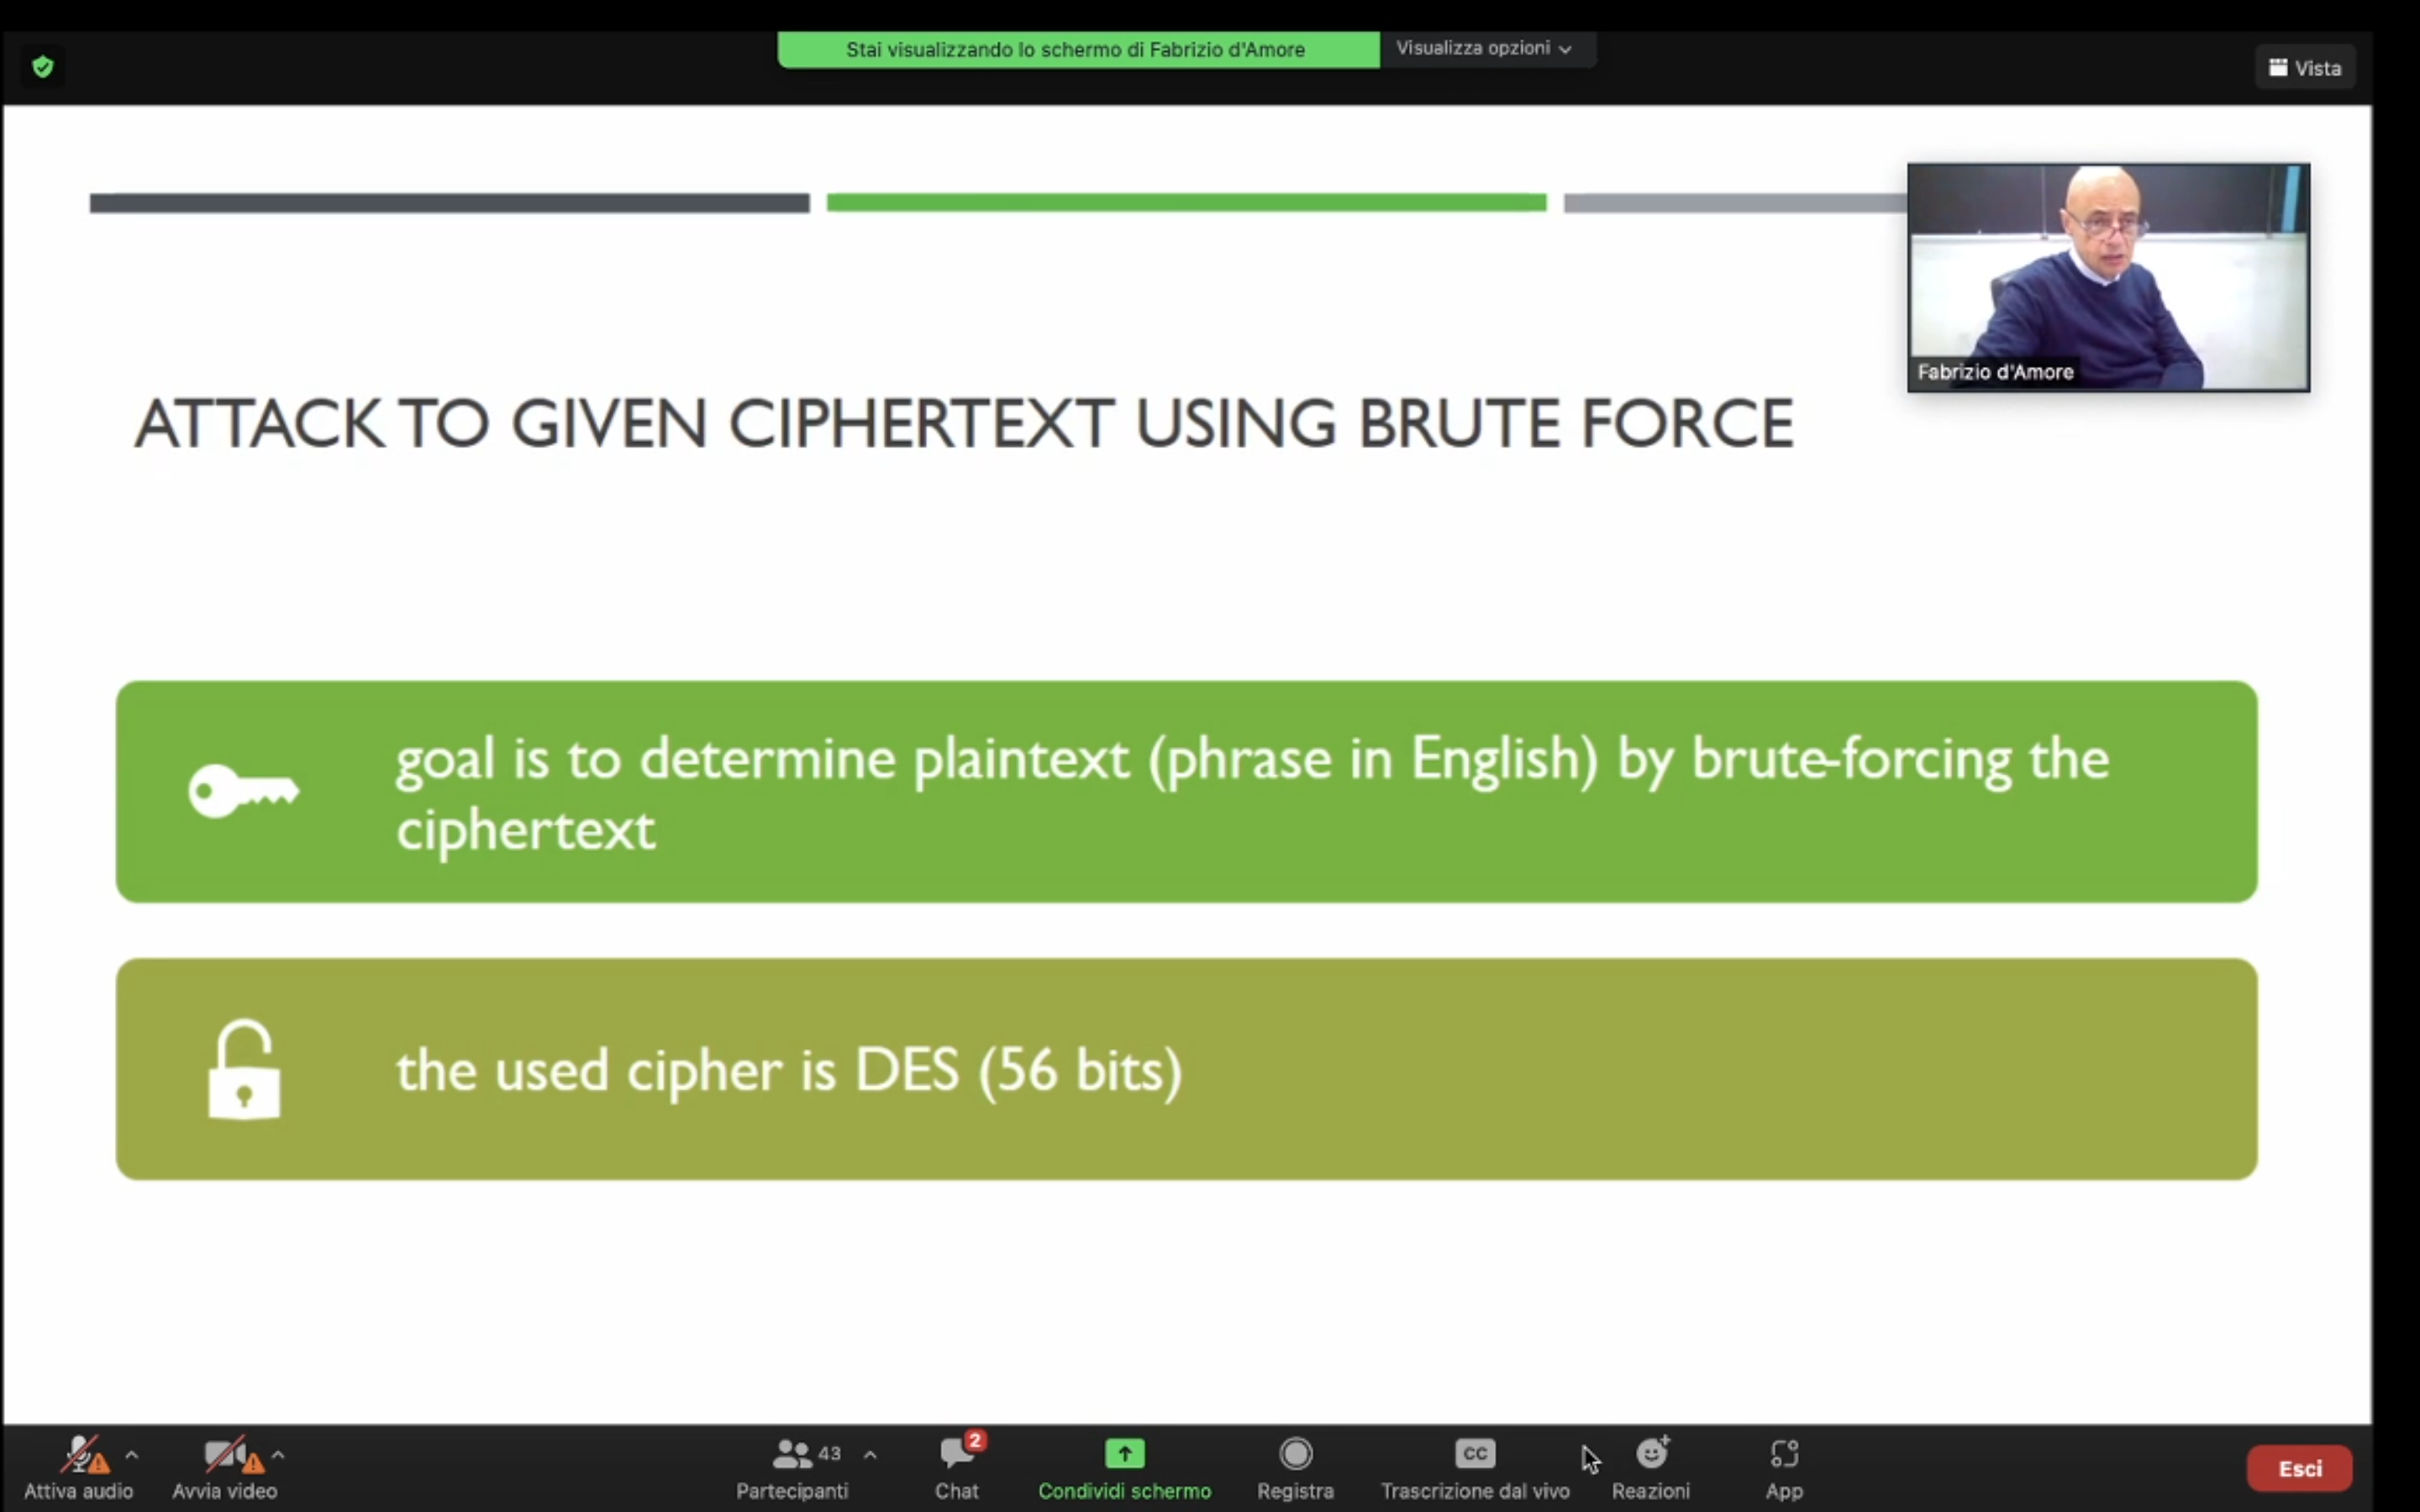 Stai visualizzando lo schermo di Fabrizio d'Amore
Visualizza opzioni
Vista
Fabrizio d'Amore
ATTACK TO GIVEN CIPHERTEXT USING BRUTE FORCE
goal is to determine plaintext (phrase in English) by brute-forcing the
ciphertext
the used cipher is DES (56 bits)
43
2
CC
Attiva audio
Avvia video
Partecipanti
Chat
Condividi schermo
Registra
Trascrizione dal vivo
Reazioni
App
Esci